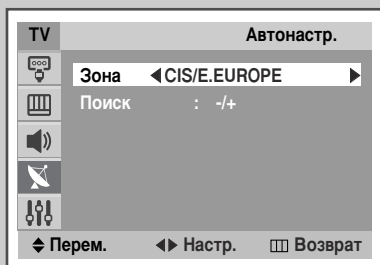 TV Автонастр.
Зона ◀CIS/E.EUROPE ▶
Поиск : -/+
Перем. Настр. Возврат